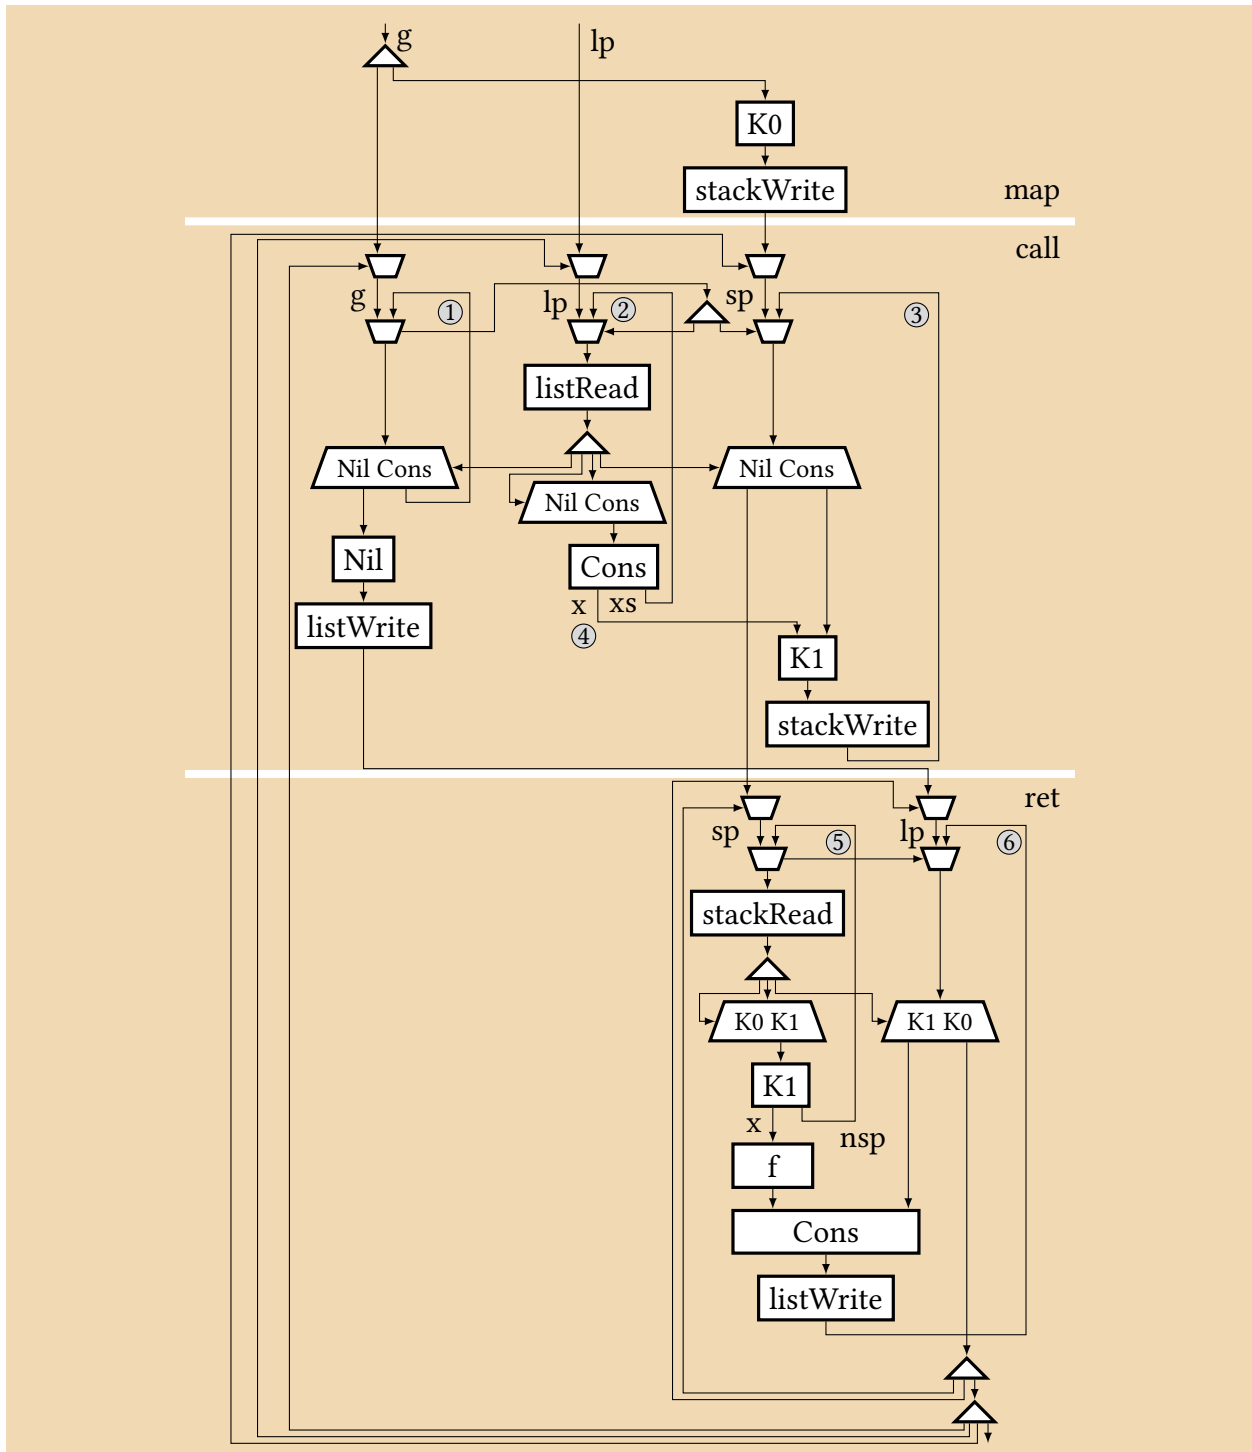 g
lp
K0
stackWrite
map
call
g
1
lp
2
sp
3
listRead
Nil Cons
Nil Cons
Nil Cons
Nil
Cons
listWrite
x
xs
4
K1
stackWrite
ret
sp
5
lp
6
stackRead
K0 K1
K1 K0
K1
x
nsp
f
Cons
listWrite